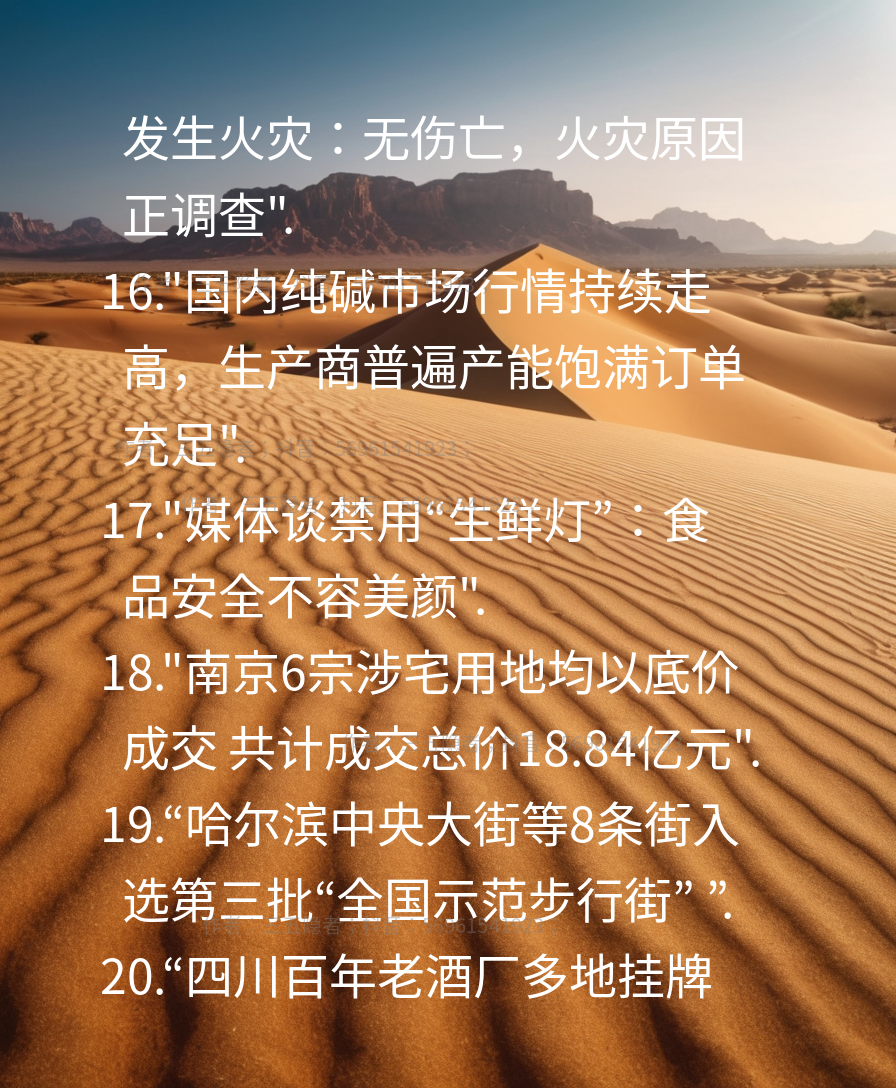 发生火灾：无伤亡，火灾原因
正调查".
16."国内纯碱市场行情持续走
高，生产商普遍产能饱满订单
充足".
17."媒体谈禁用“生鲜灯”：食
品安全不容美颜".
18."南京6宗涉宅用地均以底价
成交 共计成交总价18.84亿元".
19.“哈尔滨中央大街等8条街入
选第三批“全国示范步行街” ”.
20.“四川百年老酒厂多地挂牌